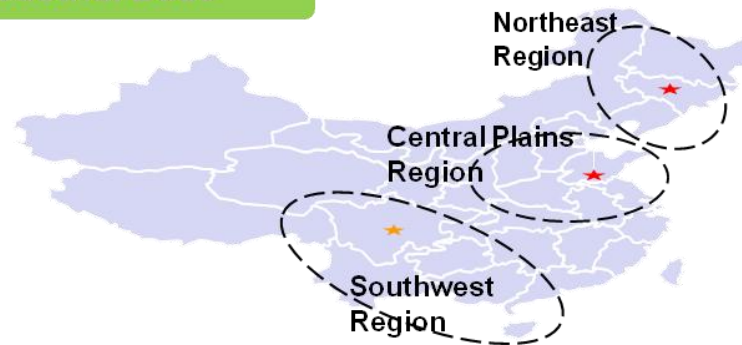 Northeast
Region
Central Plains
Region
Southwest
Region